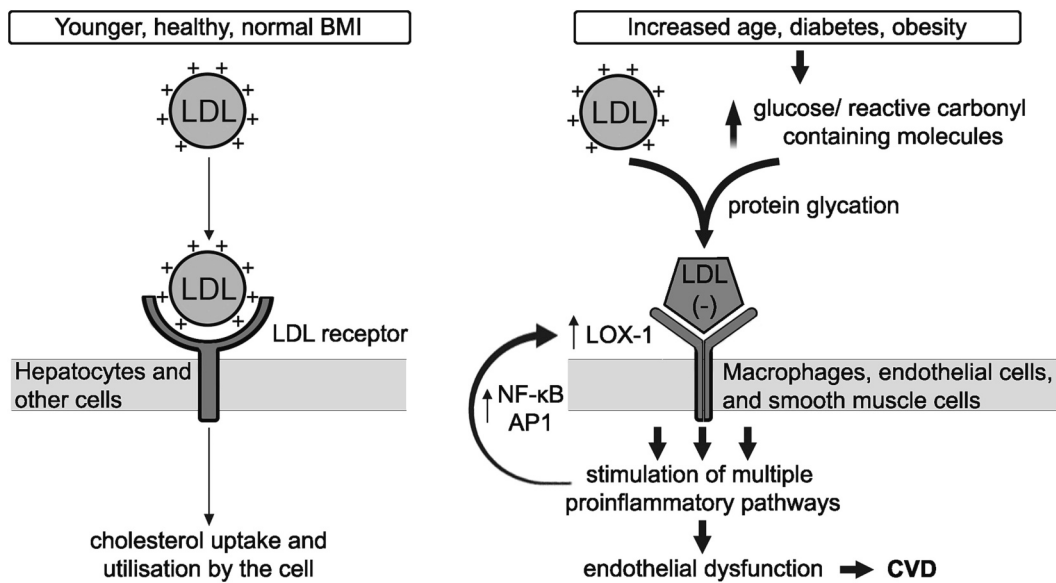 Younger, healthy, normal BMI
+ + + + + + + +
LDL
+ + + + + + + +
LDL
LDL receptor
Hepatocytes and
other cells
cholesterol uptake and
utilisation by the cell
Increased age, diabetes, obesity
+ + + + + + + +
LDL
glucose/ reactive carbonyl
containing molecules
protein glycation
LDL
(-)
LOX-1
NF-κB
AP1
Macrophages, endothelial cells,
and smooth muscle cells
stimulation of multiple
proinflammatory pathways
endothelial dysfunction
CVD